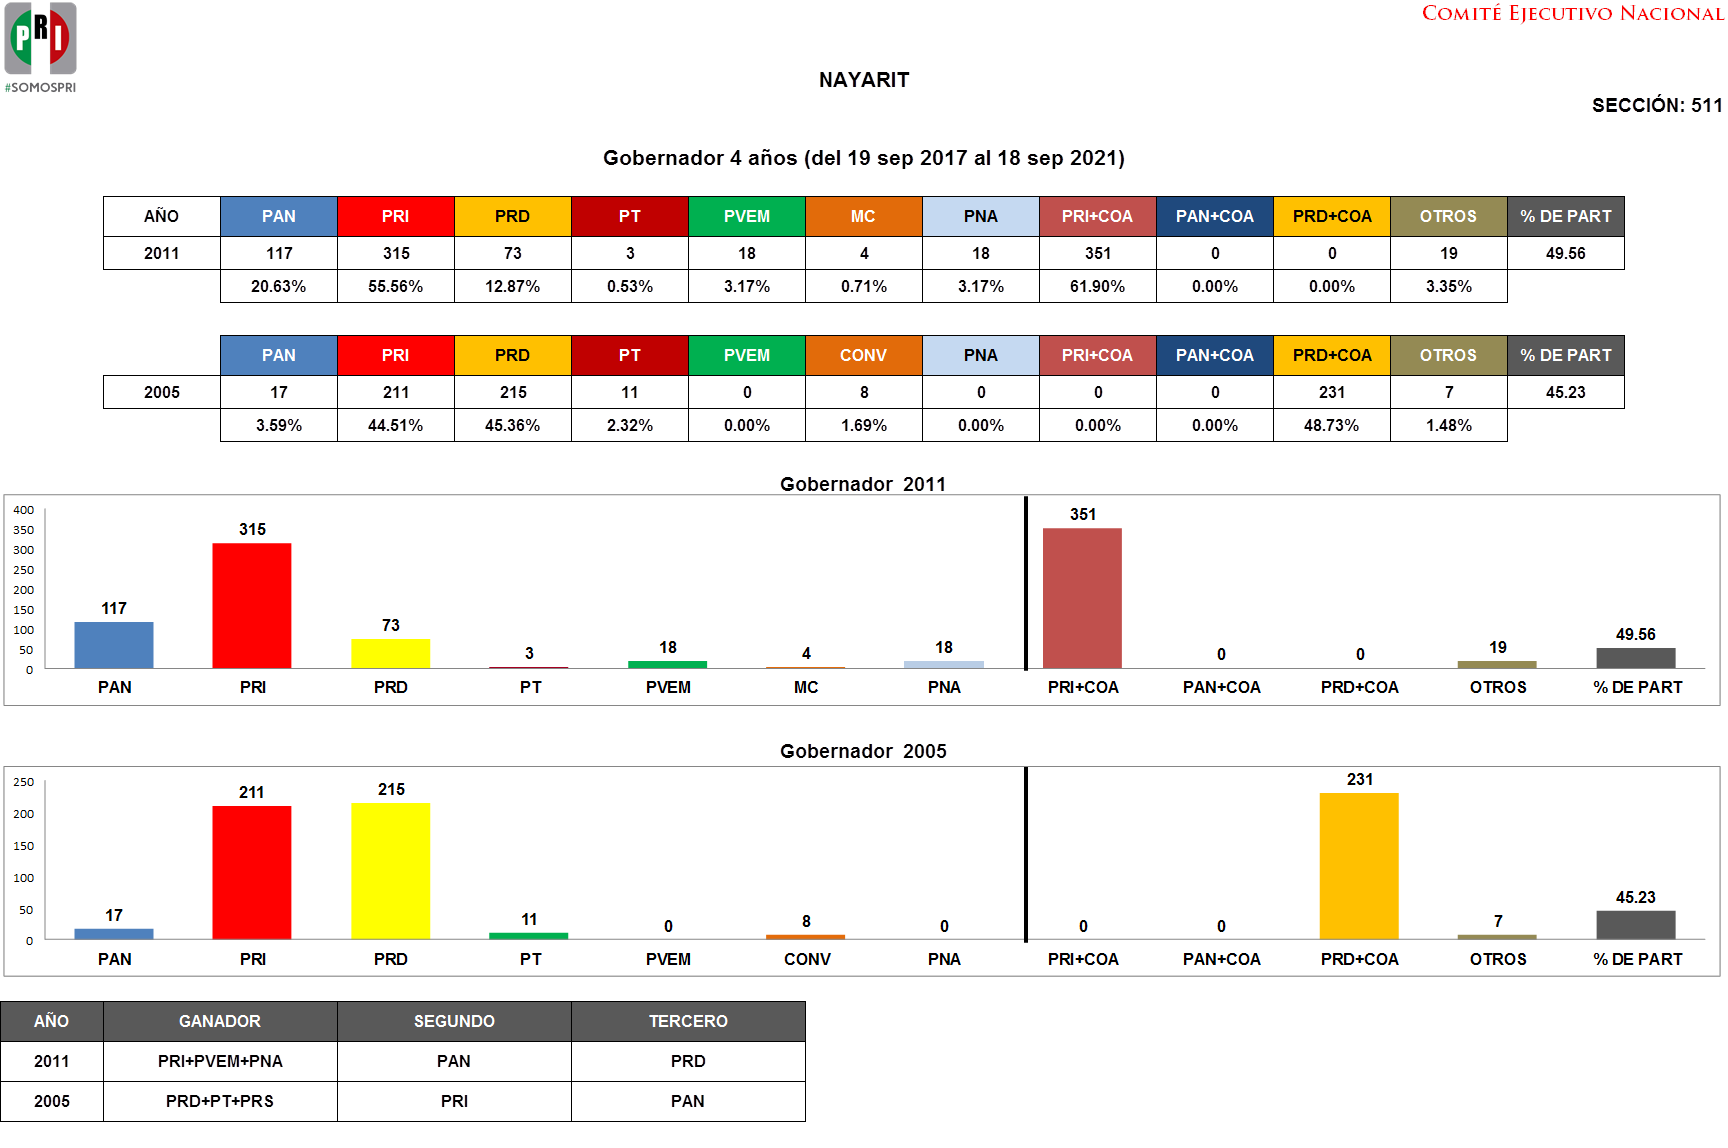 PRI
#SOMOSPRI
COMITÉ EJECUTIVO NACIONAL
NAYARIT
SECCIÓN: 511
Gobernador 4 años (del 19 sep 2017 al 18 sep 2021)
AÑO PAN PRI PRD PT PVEM MC PNA PRI+COA PAN+COA PRD+COA OTROS % DE PART
2011 117 315 73 3 18 4 18 351 0 0 19 49.56
20.63% 55.56% 12.87% 0.53% 3.17% 0.71% 3.17% 61.90% 0.00% 0.00% 3.35%
PAN PRI PRD PT PVEM CONV PNA PRI+COA PAN+COA PRD+COA OTROS % DE PART
2005 17 211 215 11 0 8 0 0 0 231 7 45.23
3.59% 44.51% 45.36% 2.32% 0.00% 1.69% 0.00% 0.00% 0.00% 48.73% 1.48%
Gobernador 2011
400
350
300
250
200
150
100
50
0
117 315 73 3 18 4 18 351 0 0 19 49.56
PAN PRI PRD PT PVEM MC PNA PRI+COA PAN+COA PRD+COA OTROS % DE PART
Gobernador 2005
250
200
150
100
50
0
17 211 215 11 0 8 0 0 0 231 7 45.23
PAN PRI PRD PT PVEM CONV PNA PRI+COA PAN+COA PRD+COA OTROS % DE PART
AÑO GANADOR SEGUNDO TERCERO
2011 PRI+PVEM+PNA PAN PRD
2005 PRD+PT+PRS PRI PAN